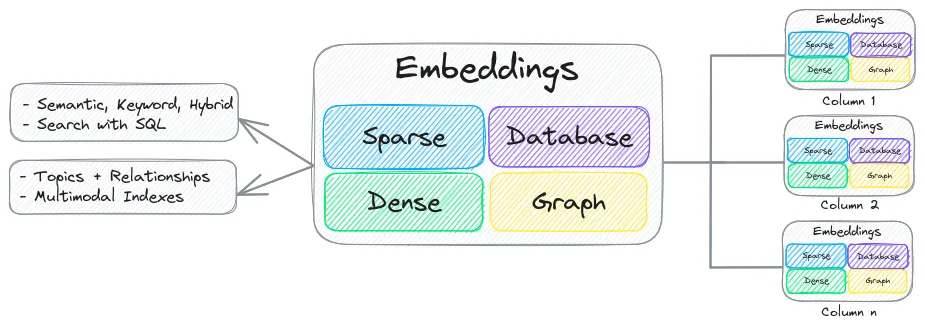 - Semantic, Keyword, Hybrid
- Search with SQL
- Topics + Relationships
- Multimodal Indexes
Embeddings
Sparse
Database
Dense
Graph
Embeddings
Sparse
Database
Dense
Graph
Column 1
Embeddings
Sparse
Database
Dense
Graph
Column 2
Embeddings
Sparse
Database
Dense
Graph
Column n